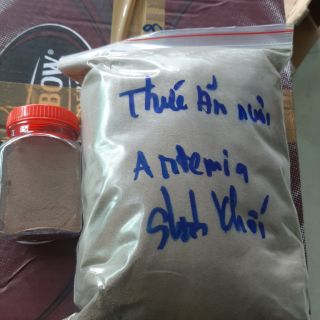 BOW
Thức Ăn nuôi
Artemia
Sinh Khối